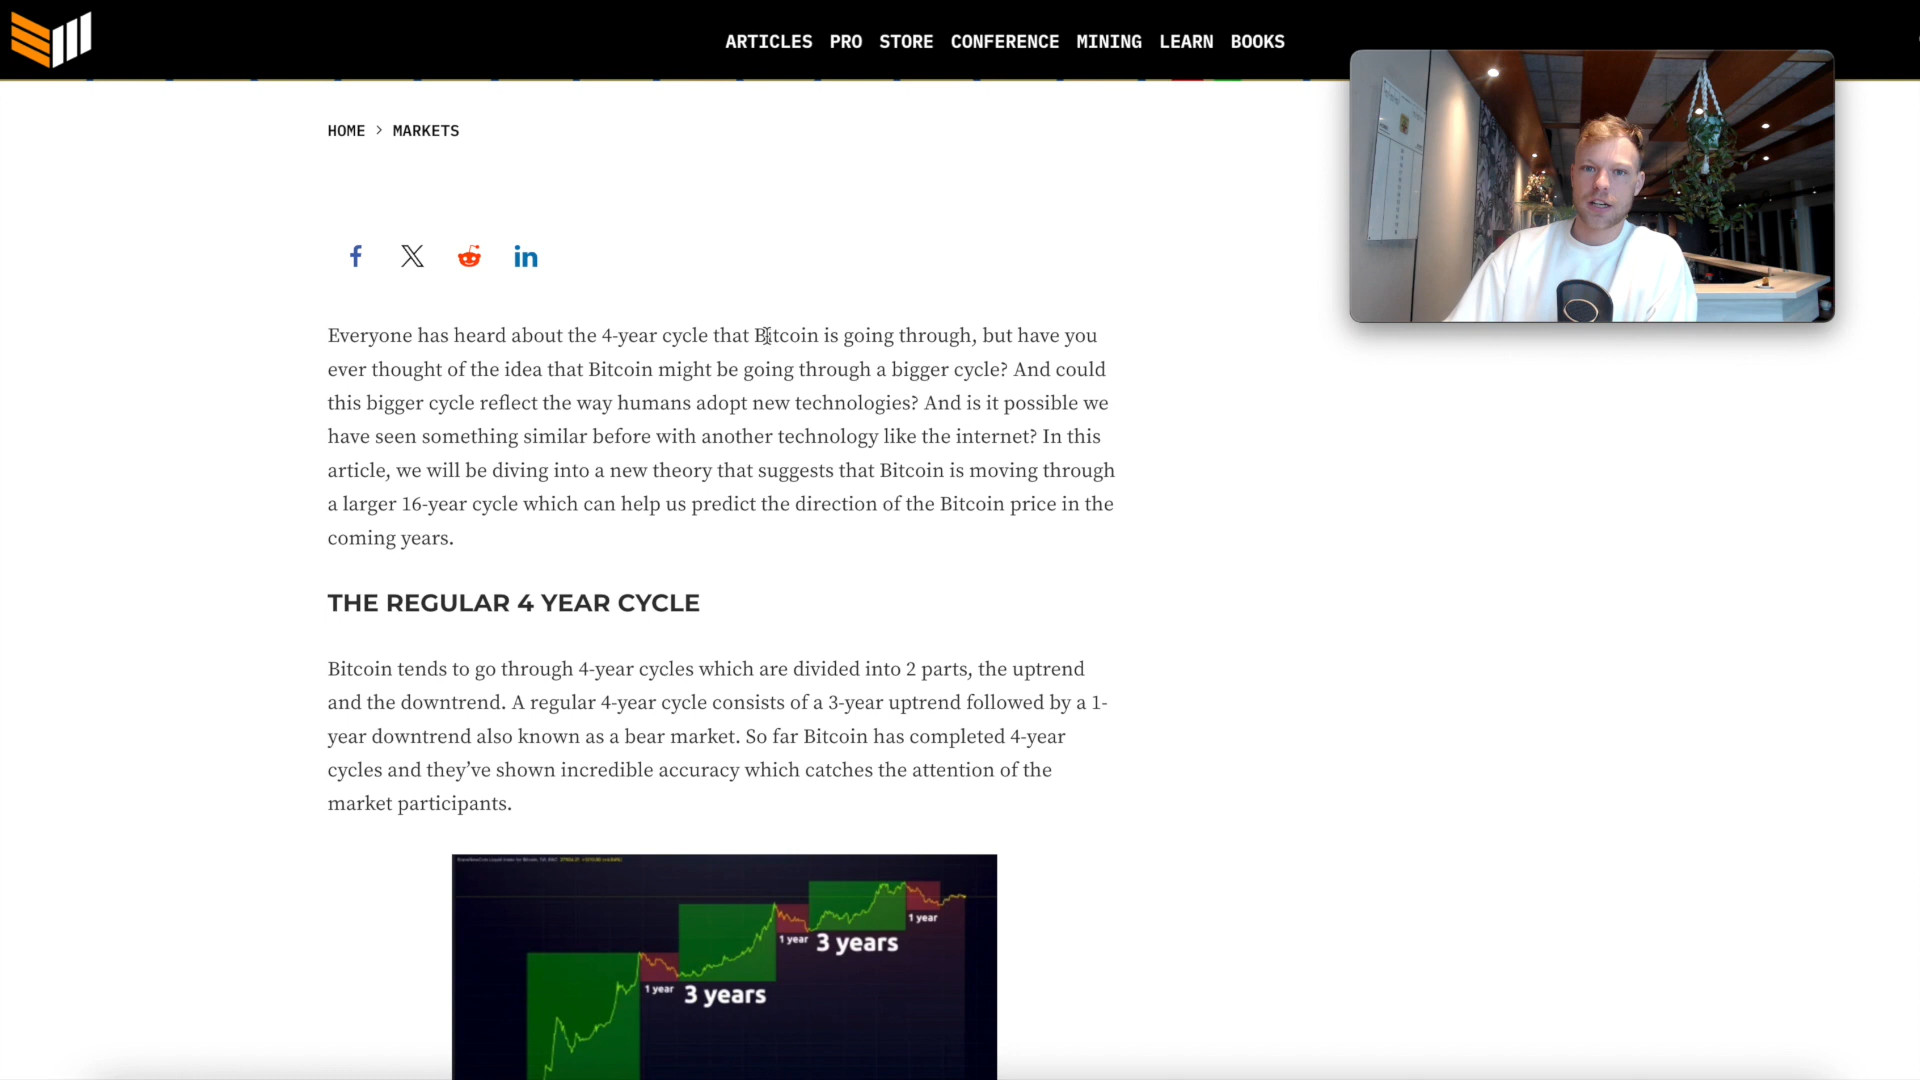 ARTICLES PRO STORE CONFERENCE MINING LEARN BOOKS
HOME > MARKETS
Everyone has heard about the 4-year cycle that Bitcoin is going through, but have you
ever thought of the idea that Bitcoin might be going through a bigger cycle? And could
this bigger cycle reflect the way humans adopt new technologies? And is it possible we
have seen something similar before with another technology like the internet? In this
article, we will be diving into a new theory that suggests that Bitcoin is moving through
a larger 16-year cycle which can help us predict the direction of the Bitcoin price in the
coming years.
THE REGULAR 4 YEAR CYCLE
Bitcoin tends to go through 4-year cycles which are divided into 2 parts, the uptrend
and the downtrend. A regular 4-year cycle consists of a 3-year uptrend followed by a 1-
year downtrend also known as a bear market. So far Bitcoin has completed 4-year
cycles and they’ve shown incredible accuracy which catches the attention of the
market participants.
1 year
1 year 3 years
1 year 3 years